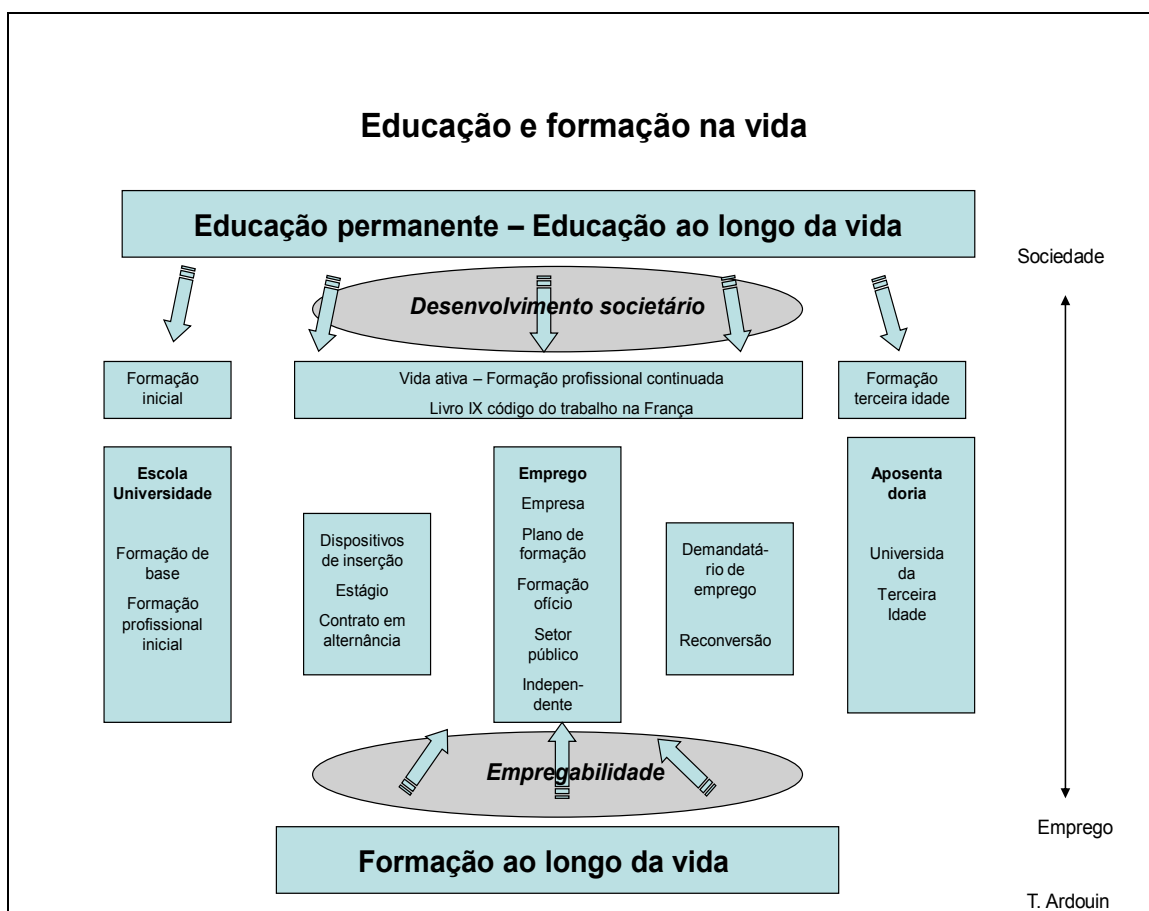 Educação e formação na vida
Educação permanente – Educação ao longo da vida
Sociedade
Desenvolvimento societário
Formação
inicial
Vida ativa – Formação profissional continuada
Livro IX código do trabalho na França
Formação
terceira idade
Escola
Universidade
Formação de
base
Formação
profissional
inicial
Dispositivos
de inserção
Estágio
Contrato em
alternância
Emprego
Empresa
Plano de
formação
Formação
ofício
Setor
público
Indepen-
dente
Demandatá-
rio de
emprego
Reconversão
Aposenta
doria
Universida
da
Terceira
Idade
Empregabilidade
Formação ao longo da vida
Emprego
T. Ardouin